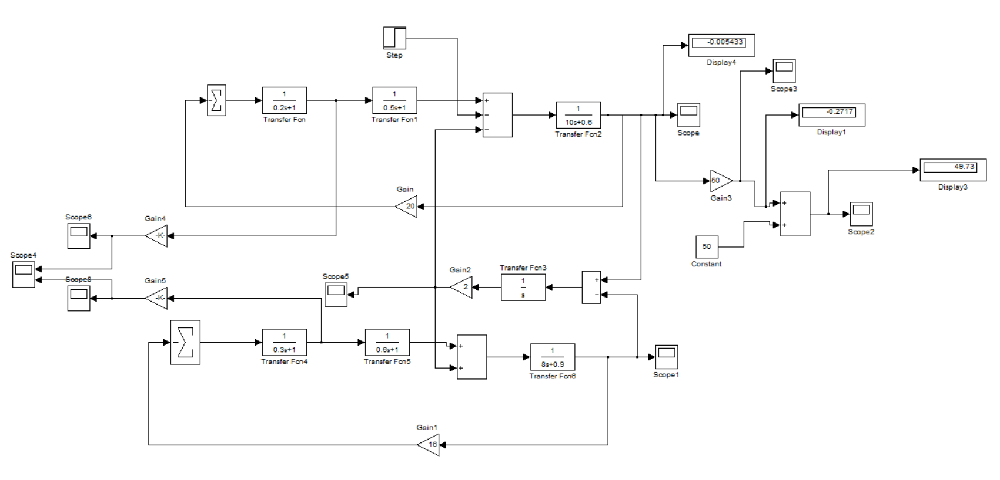 Step
-0.005433
Display4
Scope3
-
1
0.2s+1
Transfer Fcn
1
0.5s+1
Transfer Fcn1
+
-
-
1
10s+0.6
Transfer Fcn2
Scope
-0.2717
Display1
49.73
Display3
50
Gain3
Gain
20
+
+
Scope2
50
Constant
Scope6
Gain4
-K-
Scope4
Scope8
Gain5
-K-
Scope5
Gain2
2
Transfer Fcn3
1
s
+
-
-
1
0.3s+1
Transfer Fcn4
1
0.6s+1
Transfer Fcn5
+
+
1
8s+0.9
Transfer Fcn6
Scope1
Gain1
16